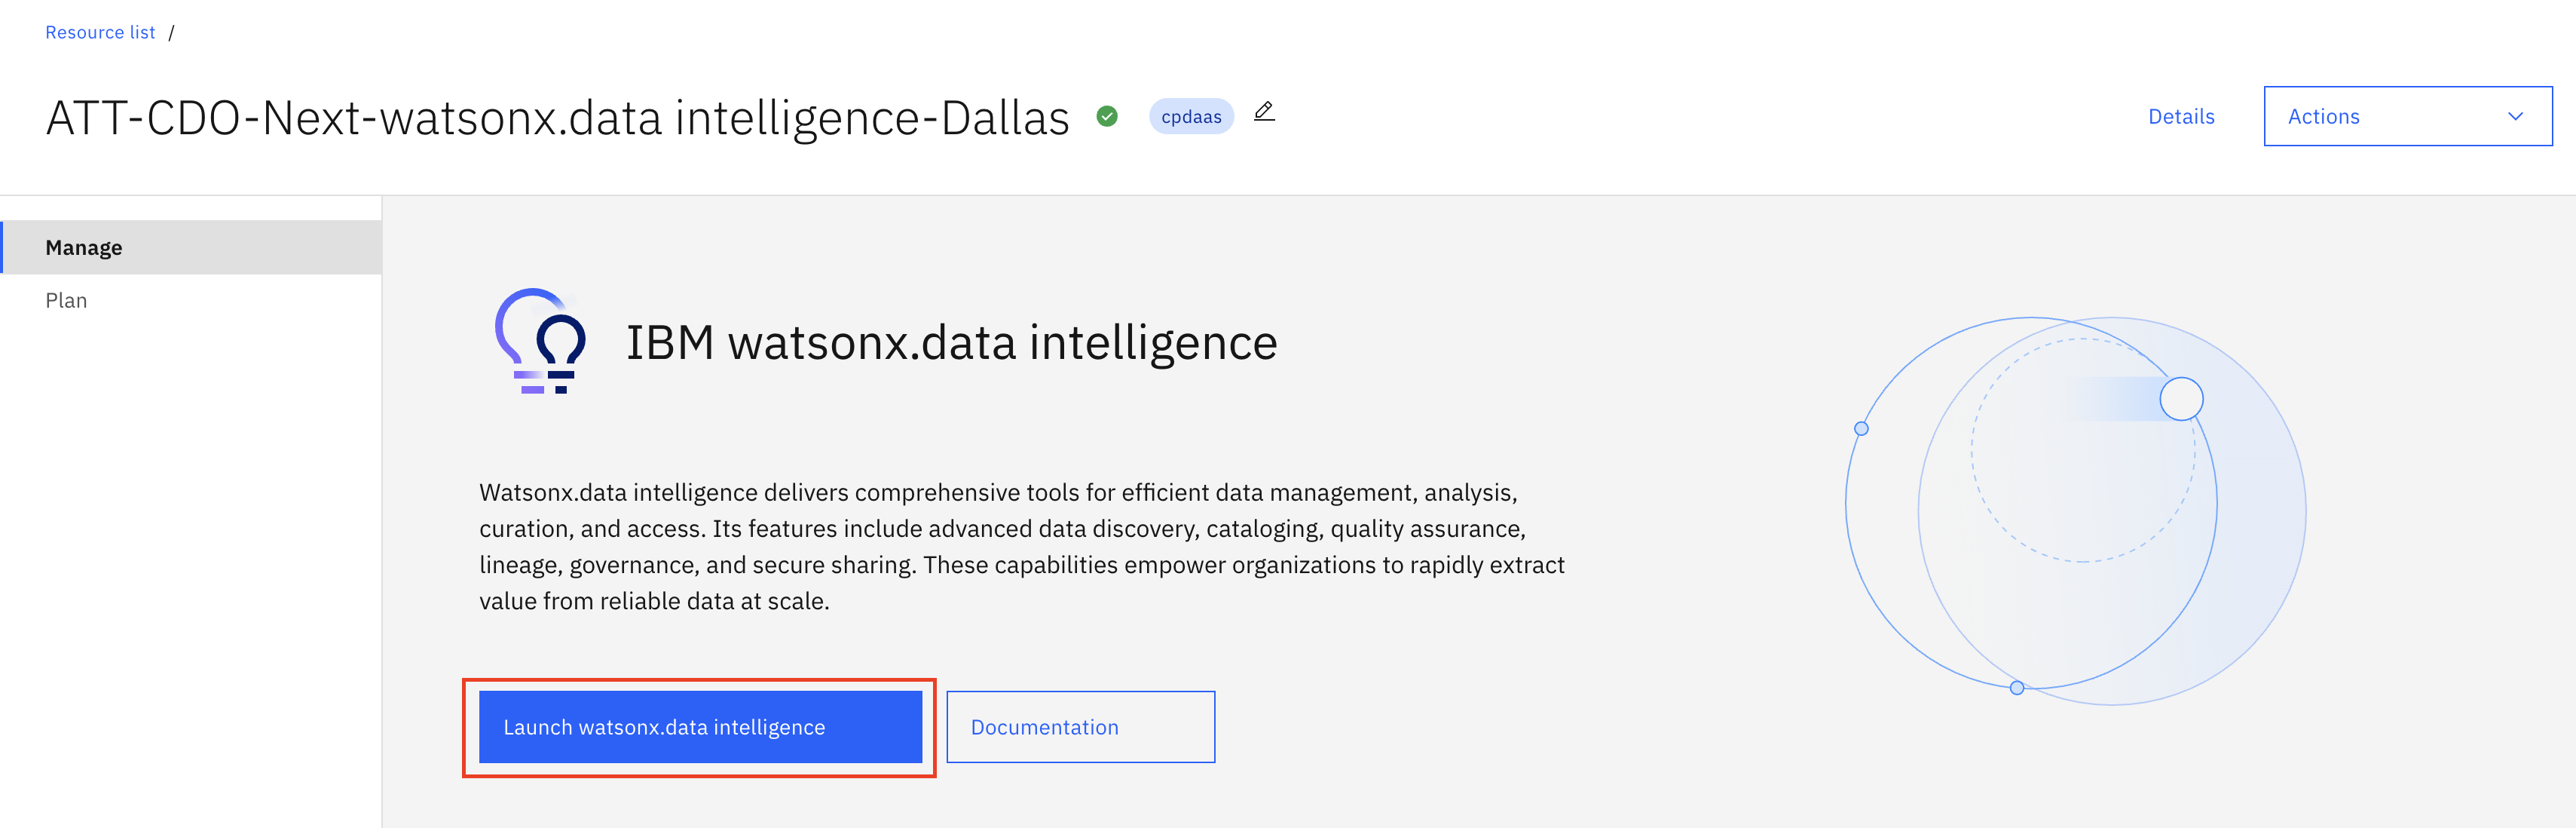 Resource list /
ATT-CDO-Next-watsonx.data intelligence-Dallas
cpdaas
Details
Actions
Manage
Plan
IBM watsonx.data intelligence
Watsonx.data intelligence delivers comprehensive tools for efficient data management, analysis,
curation, and access. Its features include advanced data discovery, cataloging, quality assurance,
lineage, governance, and secure sharing. These capabilities empower organizations to rapidly extract
value from reliable data at scale.
Launch watsonx.data intelligence
Documentation